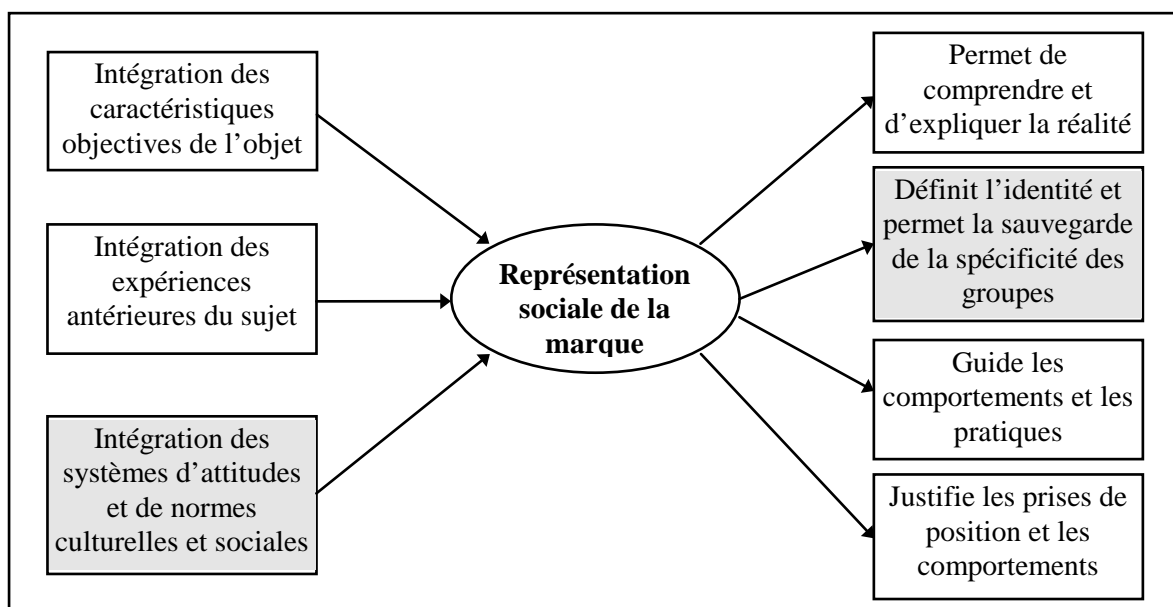 Intégration des
caractéristiques
objectives de l’objet
Intégration des
expériences
antérieures du sujet
Intégration des
systèmes d’attitudes
et de normes
culturelles et sociales
Représentation
sociale de la
marque
Permet de
comprendre et
d’expliquer la réalité
Définit l’identité et
permet la sauvegarde
de la spécificité des
groupes
Guide les
comportements et les
pratiques
Justifie les prises de
position et les
comportements